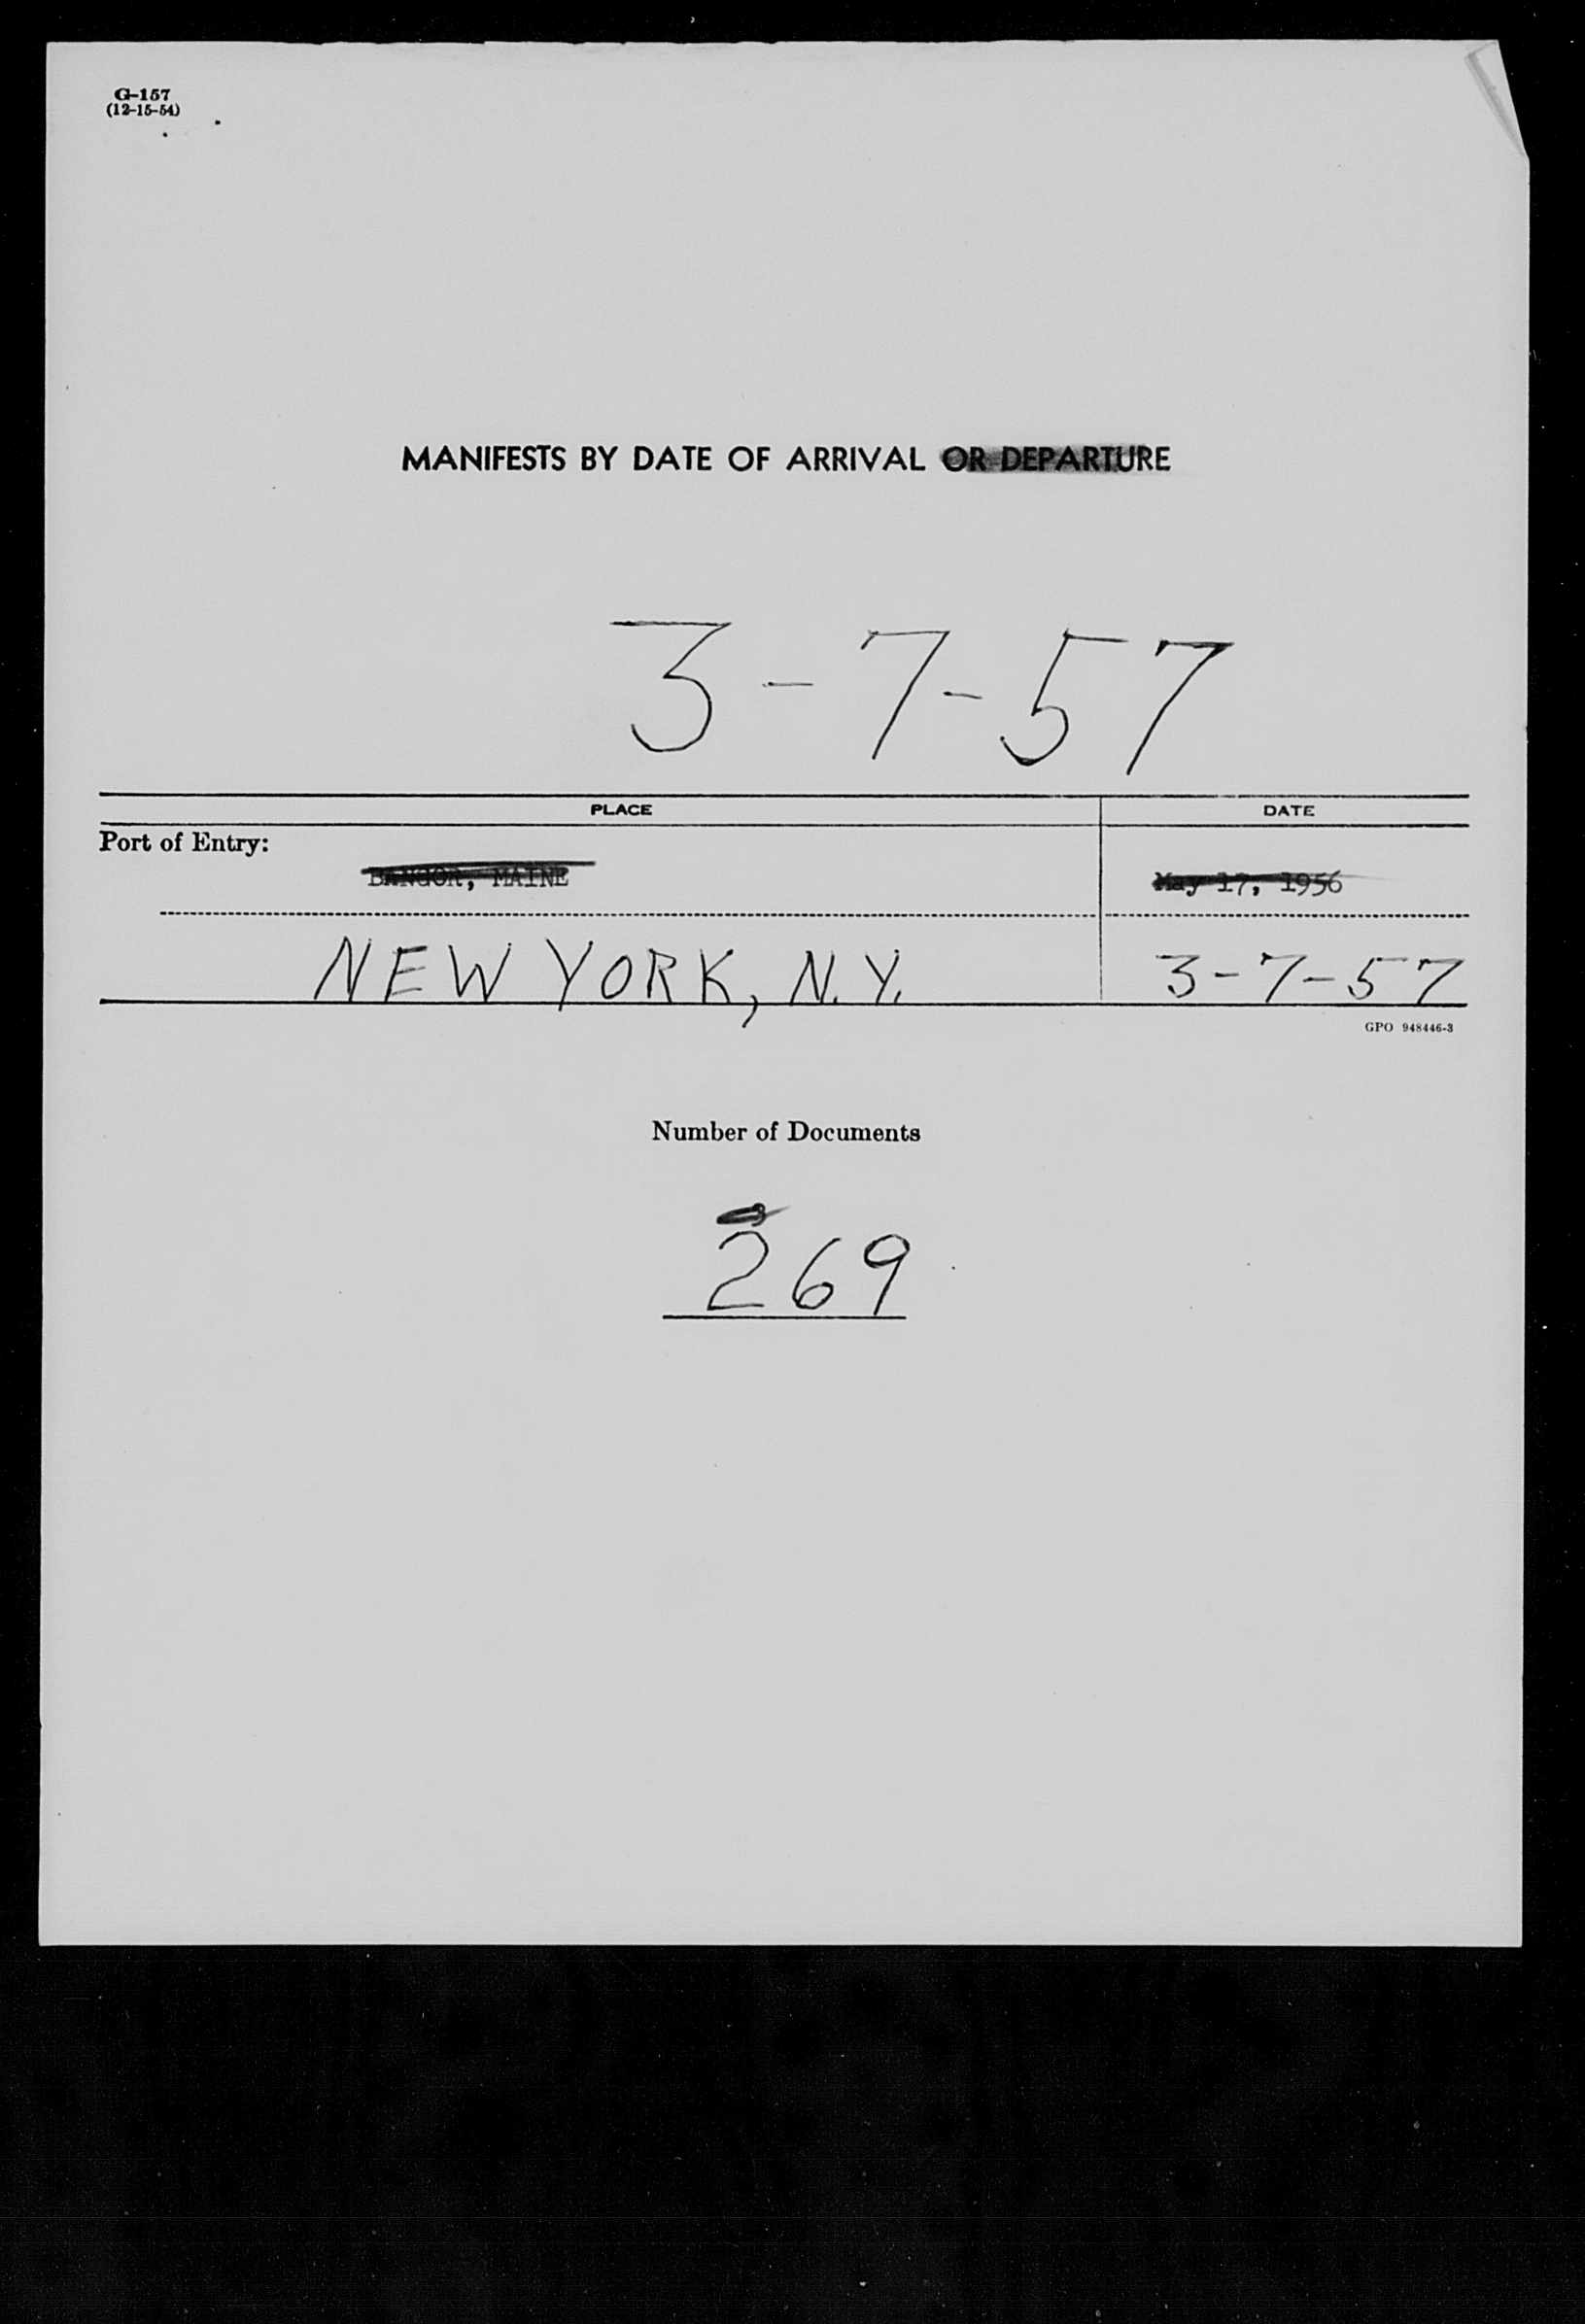 G-157
(12-15-54)
MANIFESTS BY DATE OF ARRIVAL OR DEPARTURE
3-7-57
PLACE DATE
Port of Entry:
BANGOR, MAINE May 17, 1956
NEW YORK, N.Y. 3-7-57
GPO 948446-3
Number of Documents
269